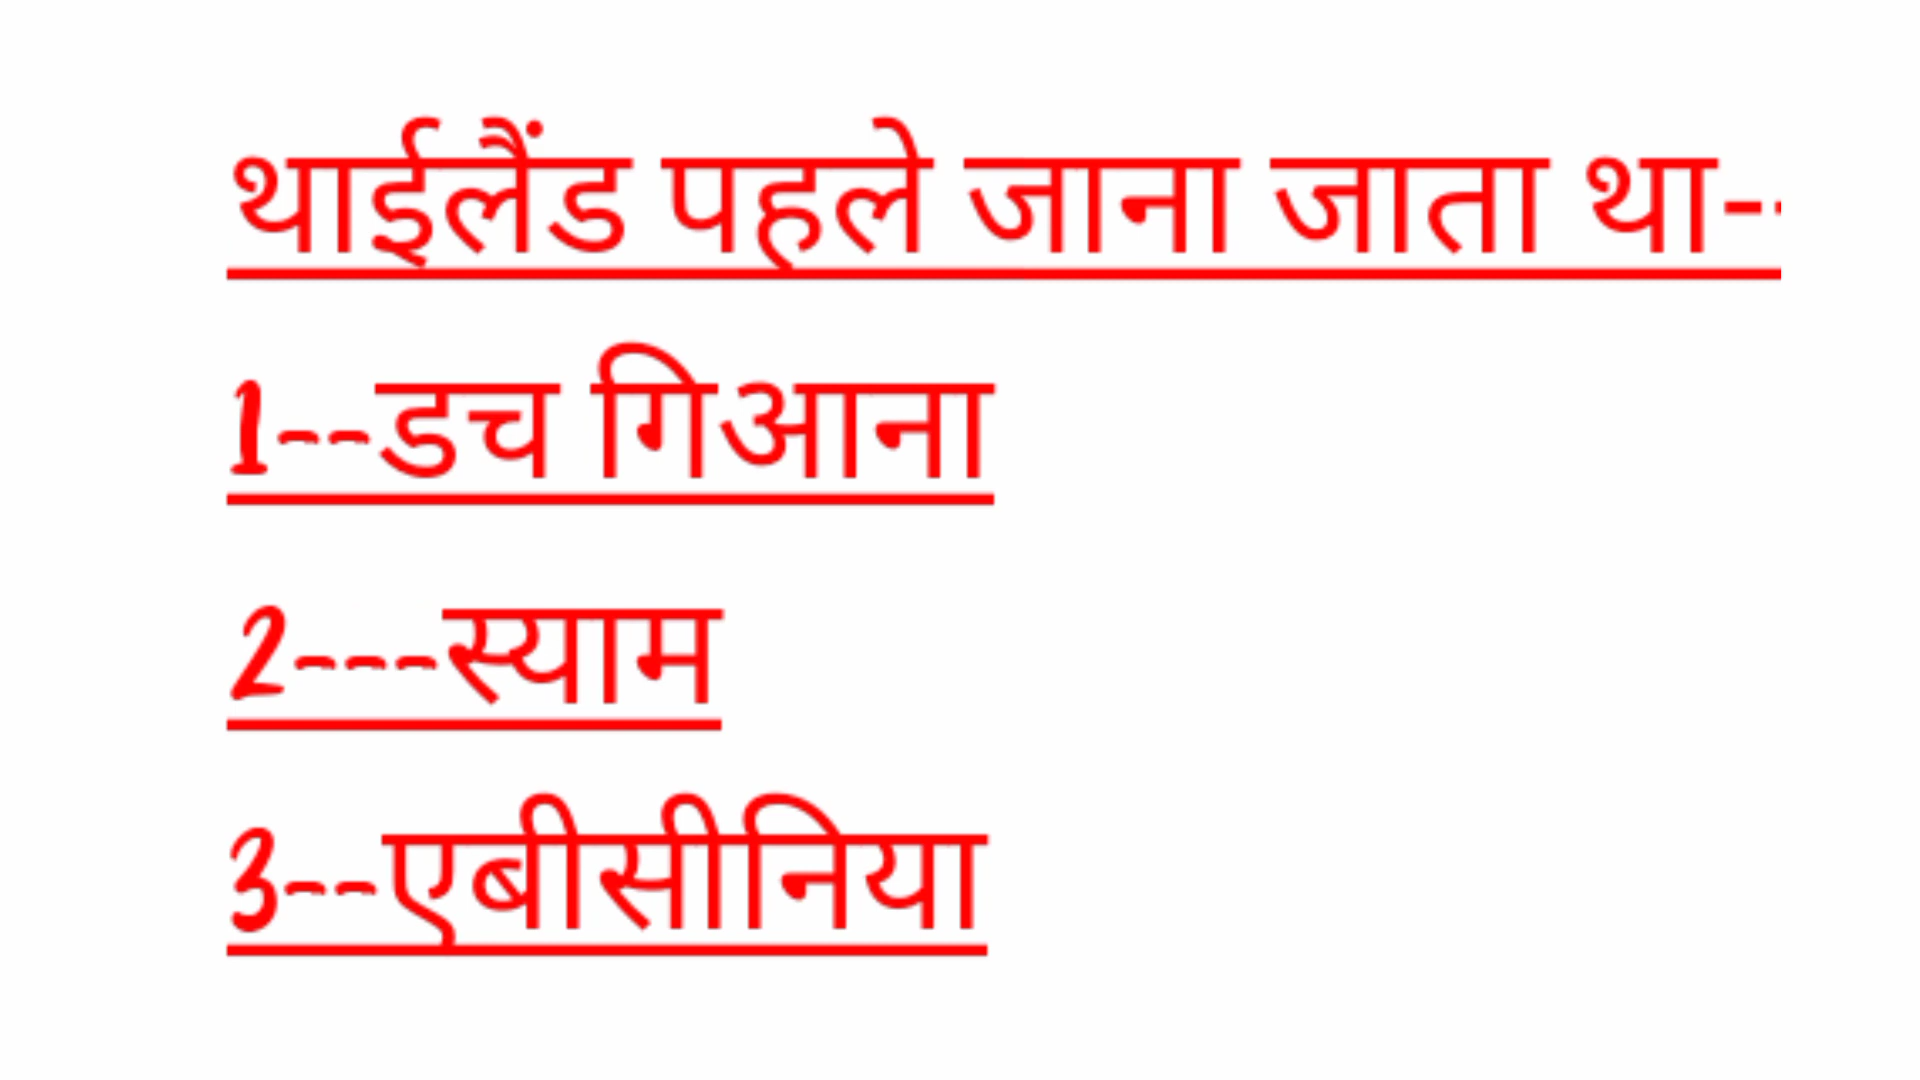 थाईलैंड पहले जाना जाता था--
1--डच गिआना
2---स्याम
3--एबीसीनिया